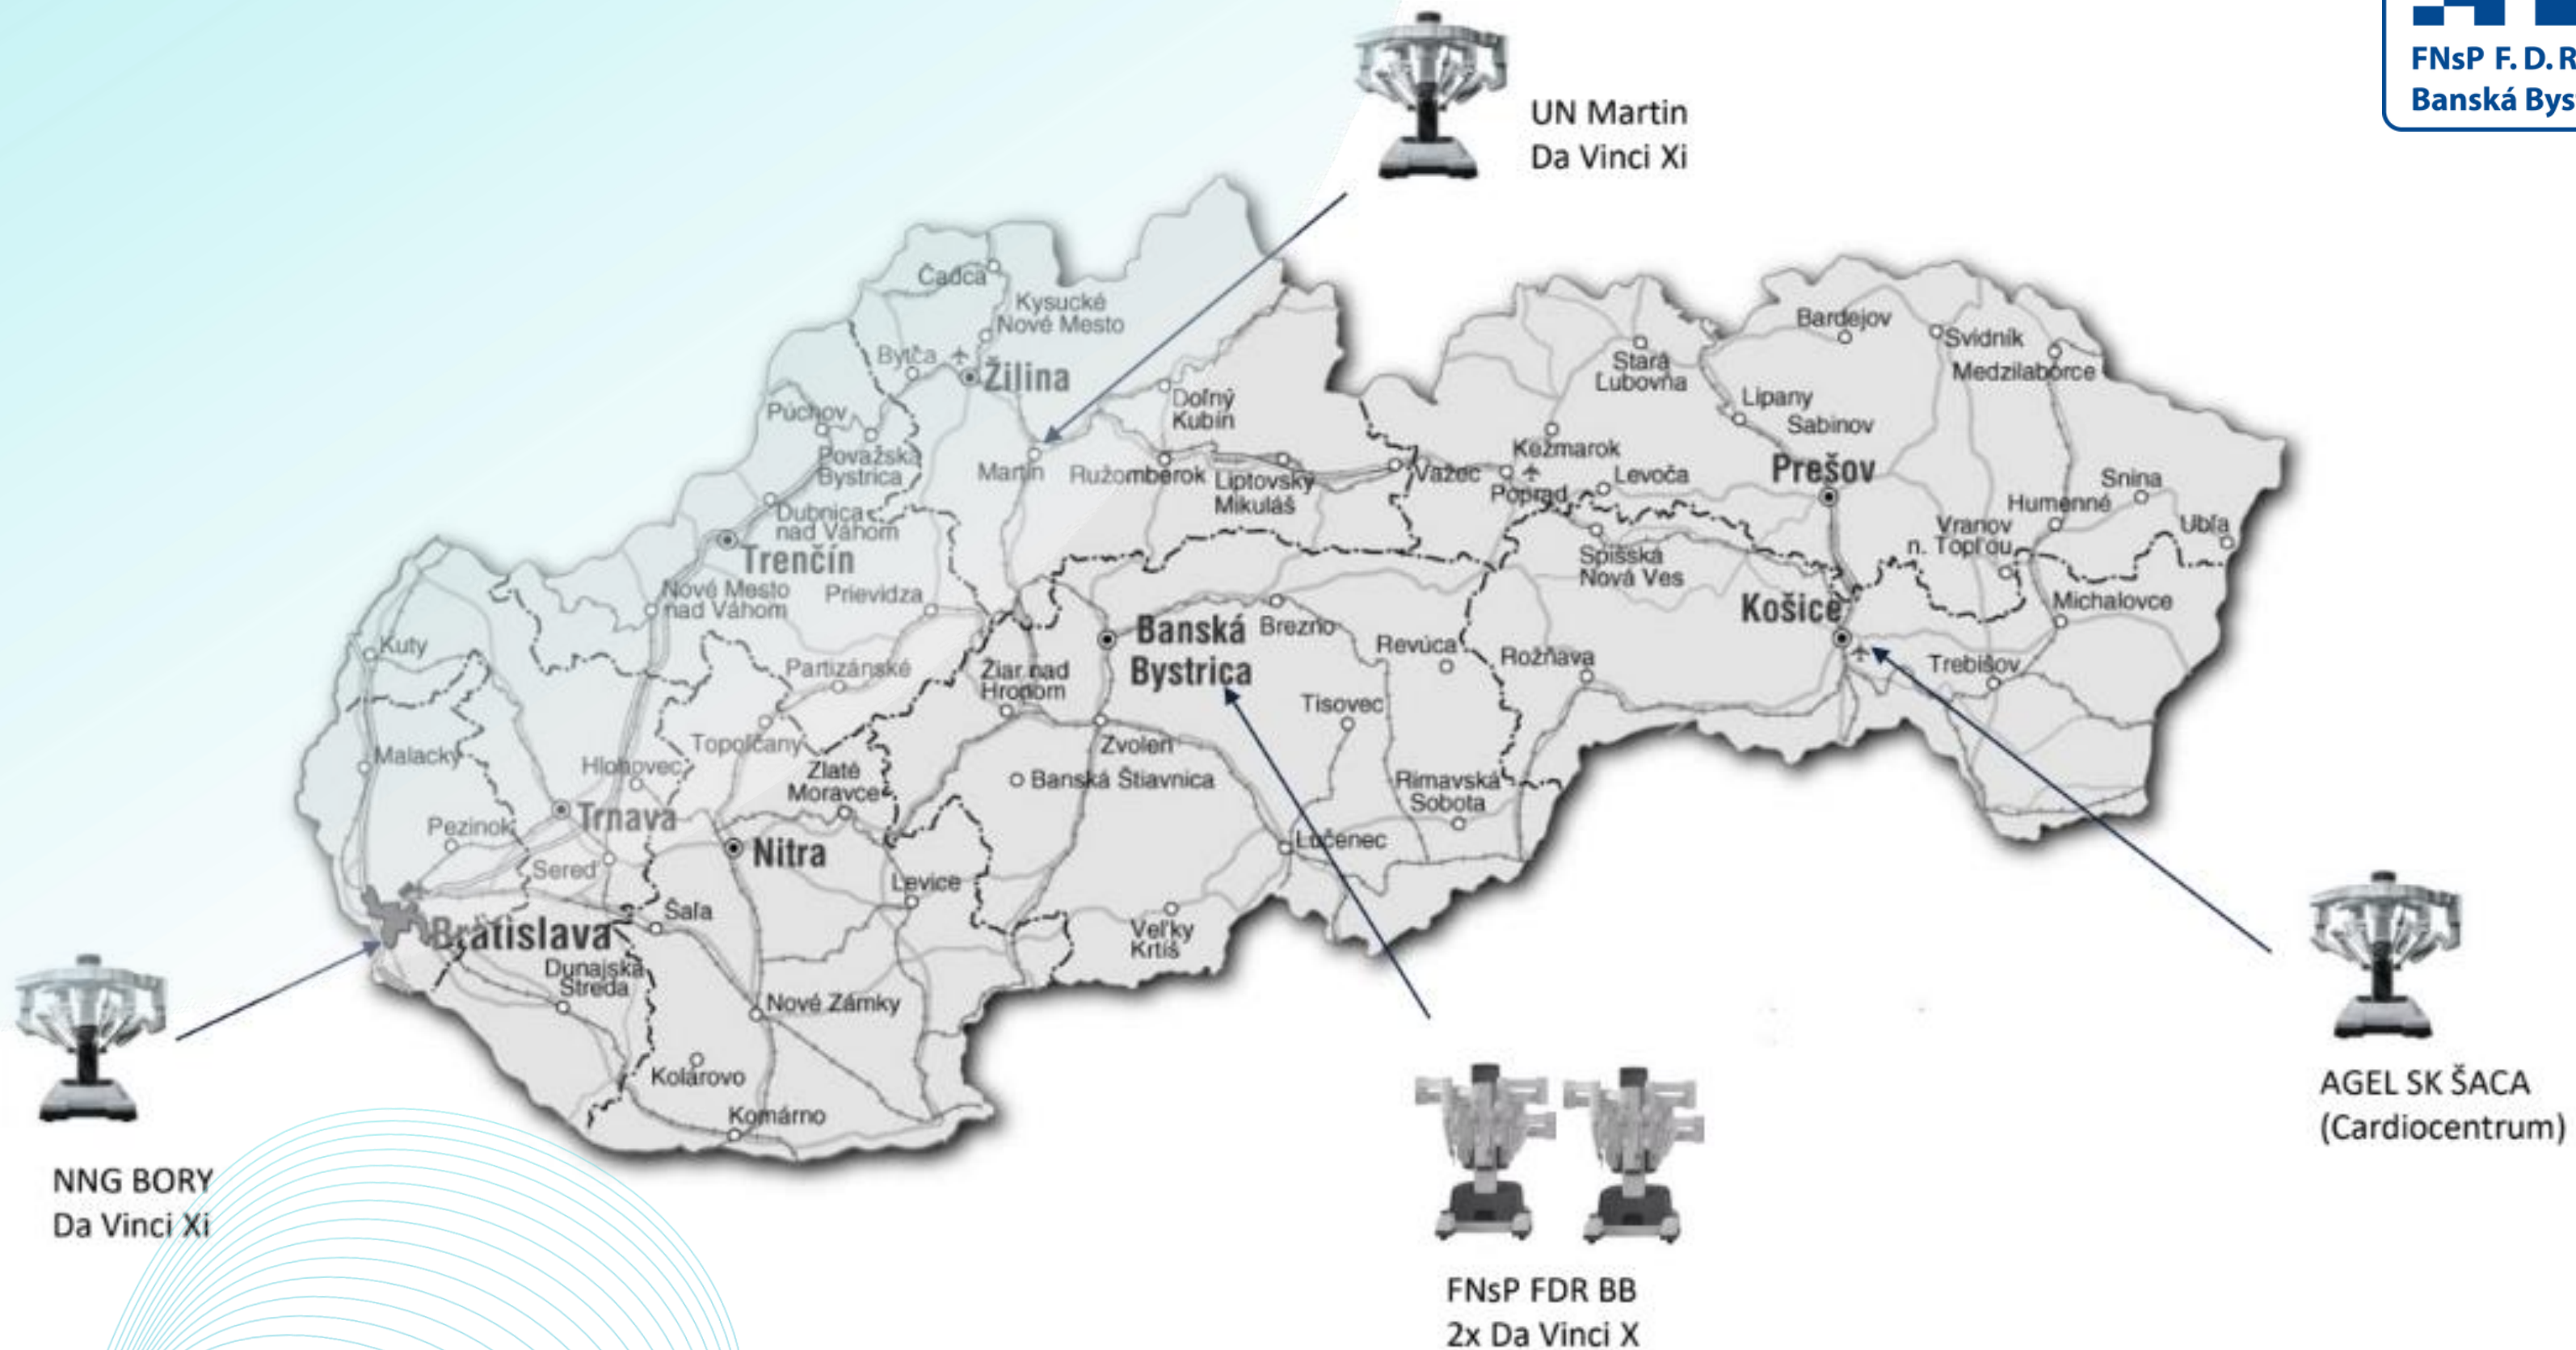 FNsP F. D. R
Banská Bys
UN Martin
Da Vinci Xi
Čadca
Kysucké
Nové Mesto
Bytča
Žilina
Púchov
Považská
Bystrica
Martin
Doľný
Kubín
Ružomberok
Liptovský
Mikuláš
Važec
Stará
Ľubovňa
Kežmarok
Poprad
Levoča
Bardejov
Svidník
Medzilaborce
Lipany
Sabinov
Prešov
Snina
Humenné
Vranov
n. Topľou
Ubľa
Dubnica
nad Váhom
Trenčín
Nové Mesto
nad Váhom
Prievidza
Spišská
Nová Ves
Košice
Michalovce
Kuty
Partizánské
Žiar nad
Hronom
Banská
Bystrica
Brezno
Revúca
Rožňava
Trebišov
Tisovec
Malacky
Topoľčany
Hlohovec
Zlaté
Moravce
Zvolen
Banská Štiavnica
Rimavská
Sobota
Pezinok
Trnava
Nitra
Lučenec
Sereď
Levice
Šaľa
Bratislava
Veľky
Krtíš
Dunajská
Streda
Nové Zámky
Kolárovo
Komárno
NNG BORY
Da Vinci Xi
FNsP FDR BB
2x Da Vinci X
AGEL SK ŠACA
(Cardiocentrum)